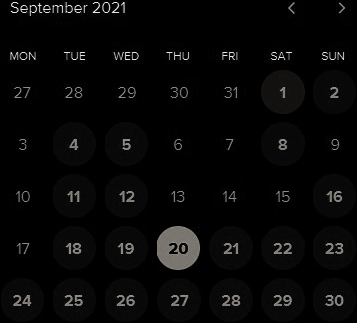 September 2021
MON TUE WED THU FRI SAT SUN
27 28 29 30 31 1 2
3 4 5 6 7 8 9
10 11 12 13 14 15 16
17 18 19 20 21 22 23
24 25 26 27 28 29 30